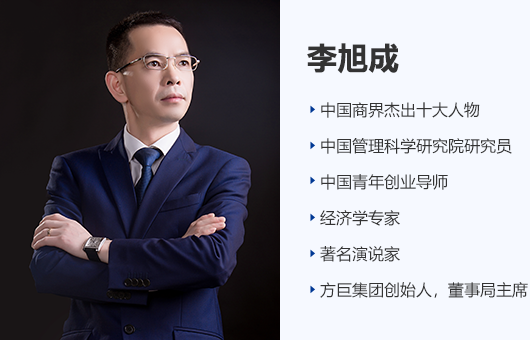 李旭成
中国商界杰出十大人物
中国管理科学研究院研究员
中国青年创业导师
经济学专家
著名演说家
方巨集团创始人，董事局主席